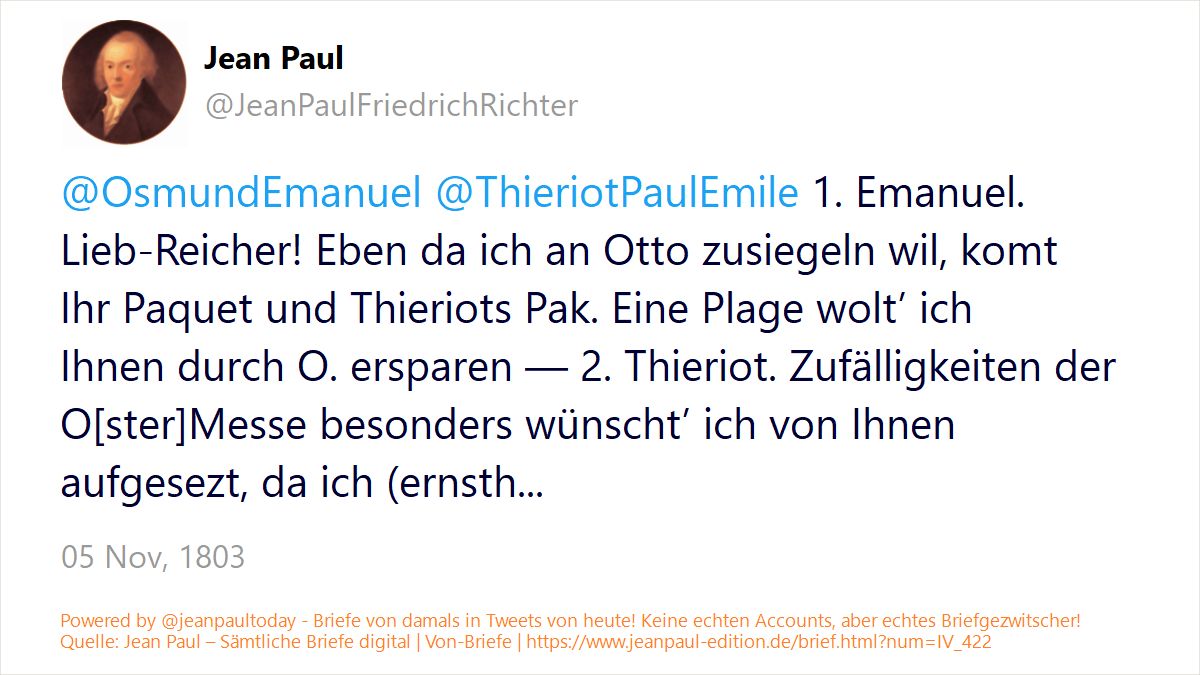 Jean Paul
@JeanPaulFriedrichRichter
@OsmundEmanuel @ThieriotPaulEmile 1. Emanuel.
Lieb-Reicher! Eben da ich an Otto zusiegeln wil, komt
Ihr Paquet und Thieriots Pak. Eine Plage wolt’ ich
Ihnen durch O. ersparen — 2. Thieriot. Zufälligkeiten der
O[ster]Messe besonders wünscht’ ich von Ihnen
aufgesezt, da ich (ernsth...
05 Nov, 1803
Powered by @jeanpaultoday - Briefe von damals in Tweets von heute! Keine echten Accounts, aber echtes Briefgezwitscher!
Quelle: Jean Paul – Sämtliche Briefe digital | Von-Briefe | https://www.jeanpaul-edition.de/brief.html?num=IV_422